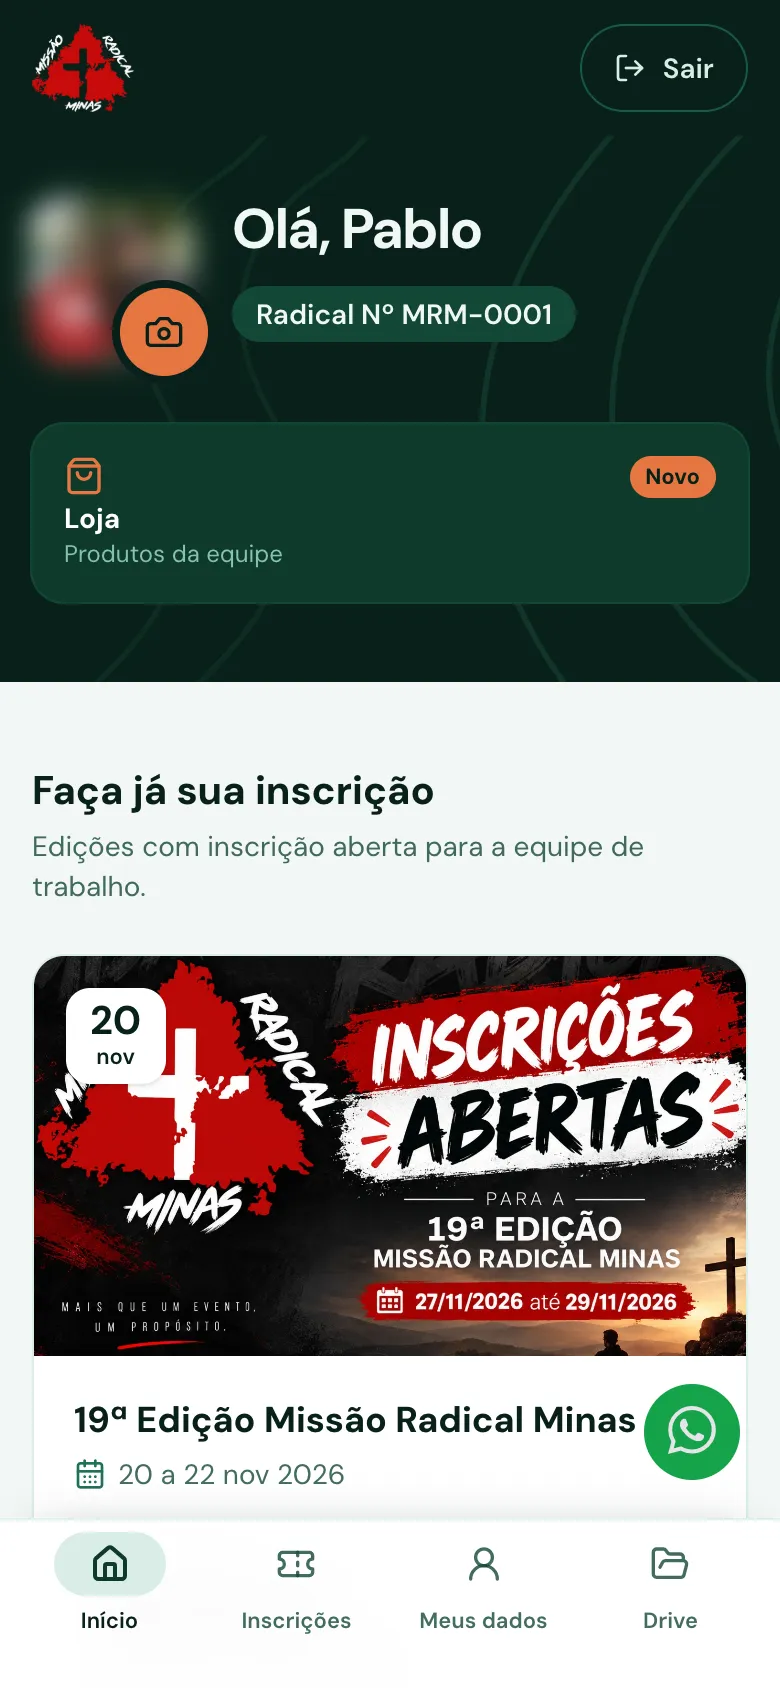 MISSÃO
RADICAL
MINAS
Sair
Olá, Pablo
Radical Nº MRM-0001
Loja
Novo
Produtos da equipe
Faça já sua inscrição
Edições com inscrição aberta para a equipe de
trabalho.
20
nov
RADICAL
MINAS
INSCRIÇÕES
ABERTAS
PARA A
19ª EDIÇÃO
MISSÃO RADICAL MINAS
27/11/2026 até 29/11/2026
MAIS QUE UM EVENTO,
UM PROPÓSITO.
19ª Edição Missão Radical Minas
20 a 22 nov 2026
Início
Inscrições
Meus dados
Drive